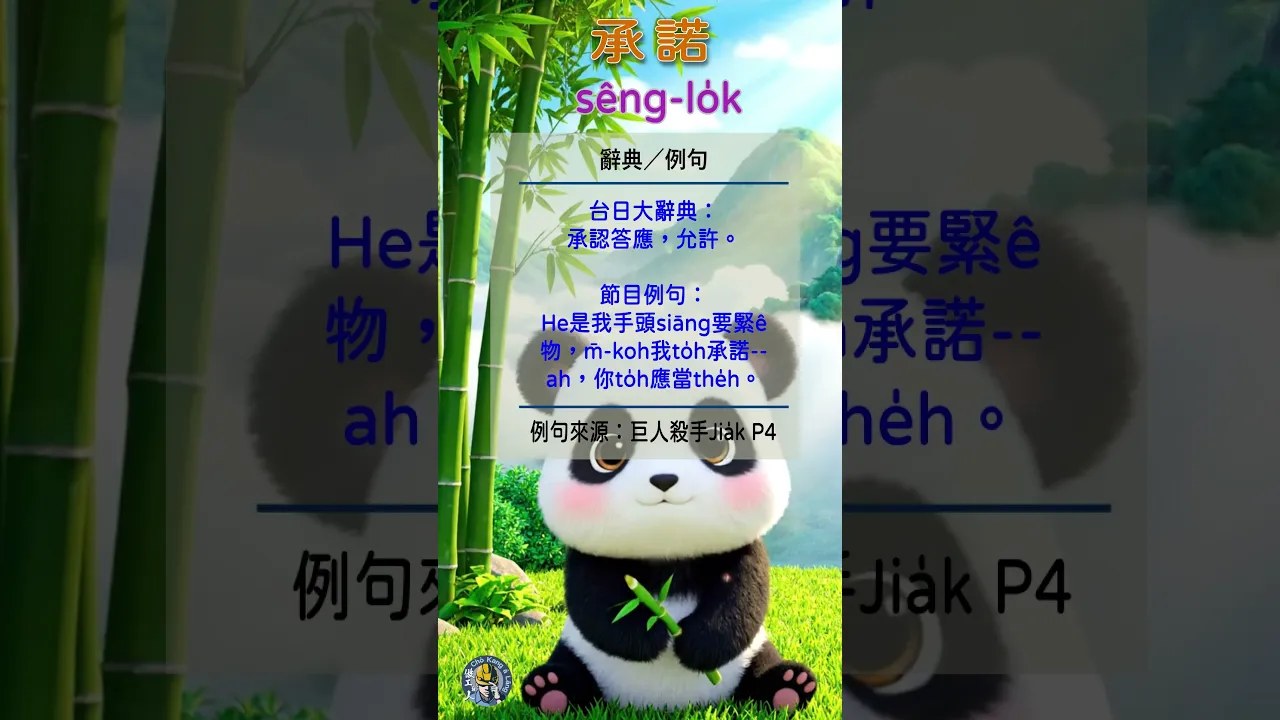 承諾
sêng-lo̍k
辭典／例句
台日大辭典：
承認答應，允許。
節目例句：
He是我手頭siāng要緊ê
物，m̄-koh我to̍h承諾--
ah，你to̍h應當the̍h。
例句來源：巨人殺手Jia̍k P4